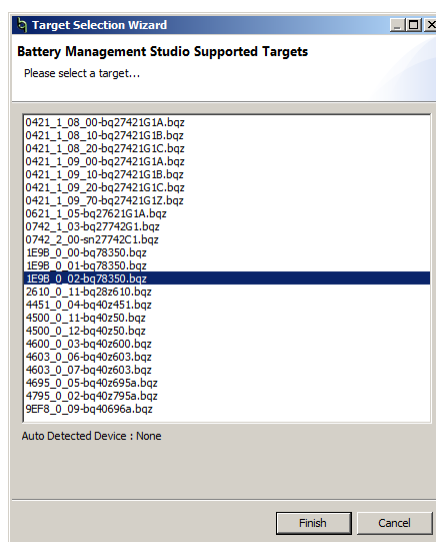 Target Selection Wizard
Battery Management Studio Supported Targets
Please select a target...
0421_1_08_00-bq27421G1A.bqz
0421_1_08_10-bq27421G1B.bqz
0421_1_08_20-bq27421G1C.bqz
0421_1_09_00-bq27421G1A.bqz
0421_1_09_10-bq27421G1B.bqz
0421_1_09_20-bq27421G1C.bqz
0421_1_09_70-bq27421G1Z.bqz
0621_1_05-bq27621G1A.bqz
0742_1_03-bq27742G1.bqz
0742_2_00-sn27742C1.bqz
1E9B_0_00-bq78350.bqz
1E9B_0_01-bq78350.bqz
1E9B_0_02-bq78350.bqz
2610_0_11-bq28z610.bqz
4451_0_04-bq40z451.bqz
4500_0_11-bq40z50.bqz
4500_0_12-bq40z50.bqz
4600_0_03-bq40z600.bqz
4603_0_06-bq40z603.bqz
4603_0_07-bq40z603.bqz
4695_0_05-bq40z695a.bqz
4795_0_02-bq40z795a.bqz
9EF8_0_09-bq40696a.bqz
Auto Detected Device : None
Finish
Cancel